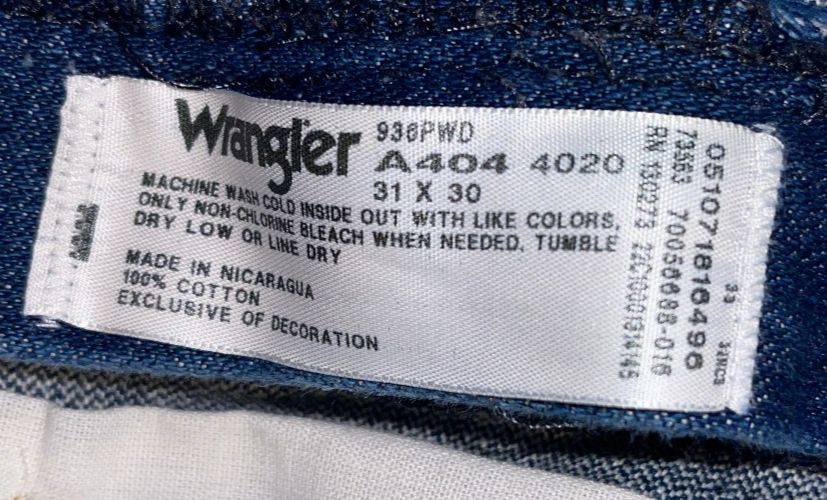 Wrangler
936PWD
A404 4020
31 X 30
MACHINE WASH COLD INSIDE OUT WITH LIKE COLORS,
ONLY NON-CHLORINE BLEACH WHEN NEEDED, TUMBLE
DRY LOW OR LINE DRY
MADE IN NICARAGUA
100% COTTON
EXCLUSIVE OF DECORATION
33
051071816496
73563 70050688-016
RN 130273